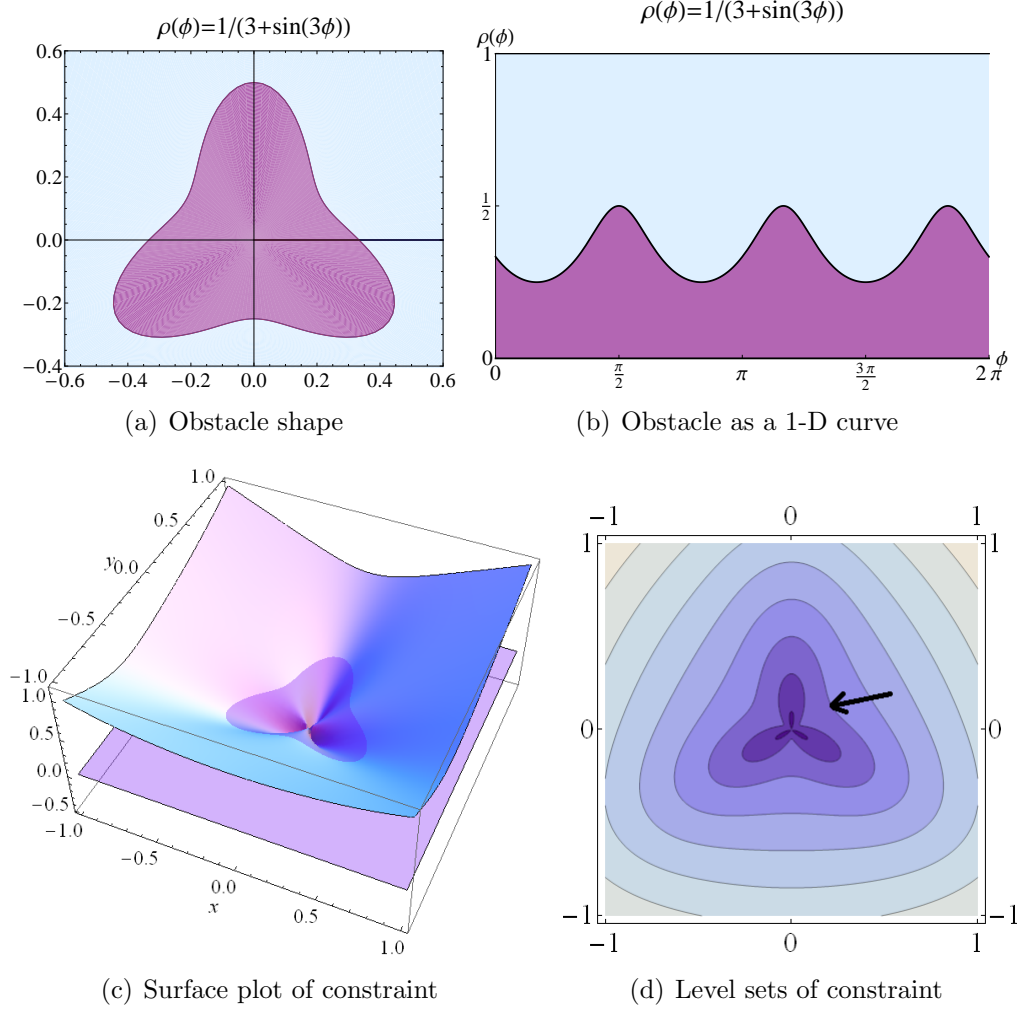 ρ(ϕ)=1/(3+sin(3ϕ))
0.6
0.4
0.2
0.0
−0.2
−0.4
−0.6 −0.4 −0.2 0.0 0.2 0.4 0.6
(a) Obstacle shape
ρ(ϕ)=1/(3+sin(3ϕ))
ρ(ϕ)
1
1/2
0
0 π/2 π 3π/2 2π
ϕ
(b) Obstacle as a 1-D curve
1.0
0.5
y
0.0
−0.5
−1.0
1.0
0.5
0.0
−0.5
−1.0
−0.5
0.0
x
0.5
1.0
(c) Surface plot of constraint
−1 0 1
1 1
0 0
−1 −1
−1 0 1
(d) Level sets of constraint